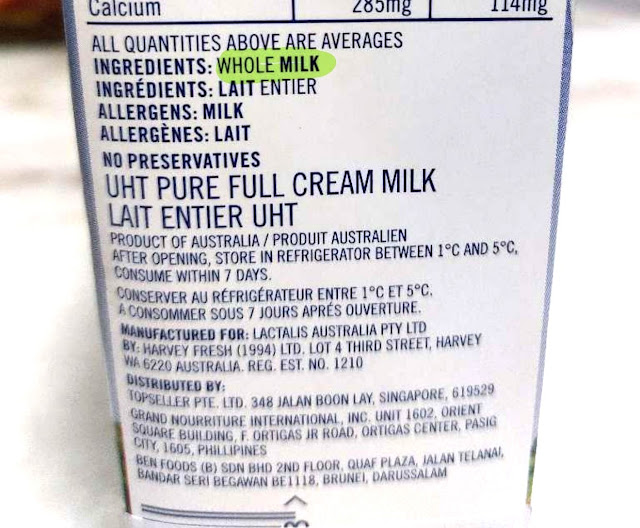 Calcium 285mg 114mg
ALL QUANTITIES ABOVE ARE AVERAGES
INGREDIENTS: WHOLE MILK
INGRÉDIENTS: LAIT ENTIER
ALLERGENS: MILK
ALLERGÈNES: LAIT
NO PRESERVATIVES
UHT PURE FULL CREAM MILK
LAIT ENTIER UHT
PRODUCT OF AUSTRALIA / PRODUIT AUSTRALIEN
AFTER OPENING, STORE IN REFRIGERATOR BETWEEN 1°C AND 5°C,
CONSUME WITHIN 7 DAYS.
CONSERVER AU RÉFRIGÉRATEUR ENTRE 1°C ET 5°C.
A CONSOMMER SOUS 7 JOURS APRÉS OUVERTURE.
MANUFACTURED FOR: LACTALIS AUSTRALIA PTY LTD
BY: HARVEY FRESH (1994) LTD. LOT 4 THIRD STREET, HARVEY
WA 6220 AUSTRALIA. REG. EST. NO. 1210
DISTRIBUTED BY:
TOPSELLER PTE. LTD. 348 JALAN BOON LAY, SINGAPORE, 619529
GRAND NOURRITURE INTERNATIONAL, INC. UNIT 1602, ORIENT
SQUARE BUILDING, F. ORTIGAS JR ROAD, ORTIGAS CENTER, PASIG
CITY, 1605, PHILLIPINES
BEN FOODS (B) SDN BHD 2ND FLOOR, QUAF PLAZA, JALAN TELANAI,
BANDAR SERI BEGAWAN BE1118, BRUNEI, DARUSSALAM